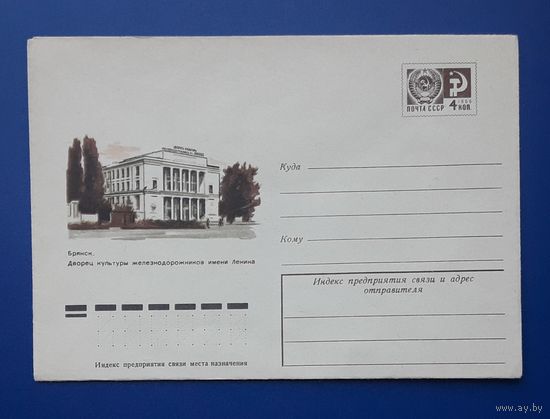 ПОЧТА СССР
1966
4 КОП.
Куда
Кому
Брянск.
Дворец культуры железнодорожников имени Ленина
Индекс предприятия связи и адрес
отправителя
Индекс предприятия связи места назначения
www.ay.by